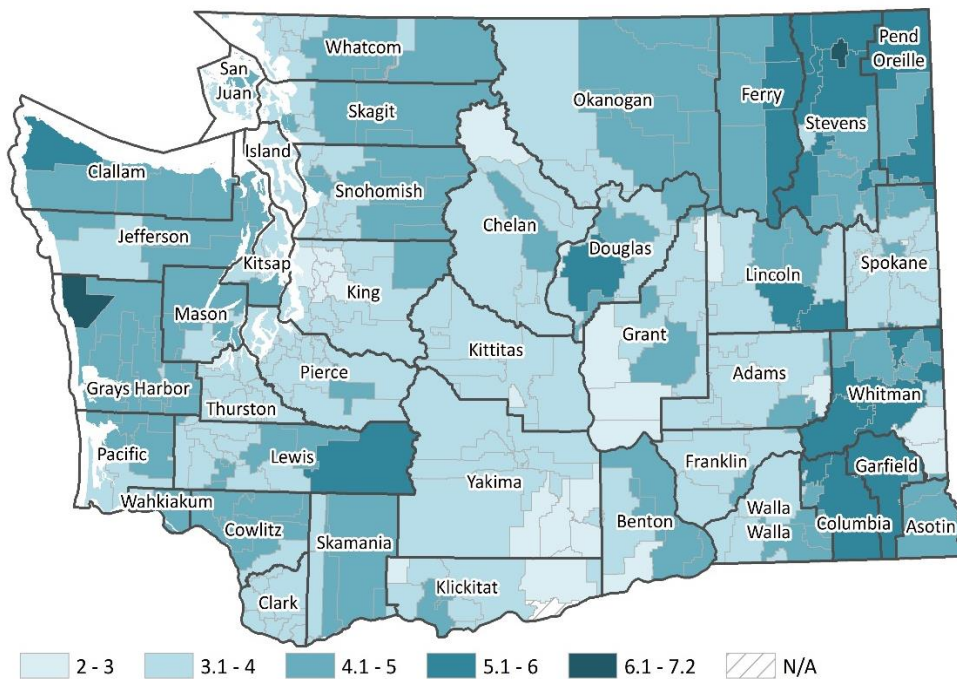 Whatcom
Pend
Oreille
San
Juan
Okanogan
Ferry
Skagit
Stevens
Island
Clallam
Snohomish
Chelan
Jefferson
Douglas
Kitsap
Lincoln
Spokane
King
Mason
Grant
Kittitas
Pierce
Adams
Grays Harbor
Whitman
Thurston
Pacific
Lewis
Franklin
Garfield
Yakima
Wahkiakum
Walla
Walla
Benton
Columbia
Asotin
Cowlitz
Skamania
Klickitat
Clark
2 - 3
3.1 - 4
4.1 - 5
5.1 - 6
6.1 - 7.2
N/A